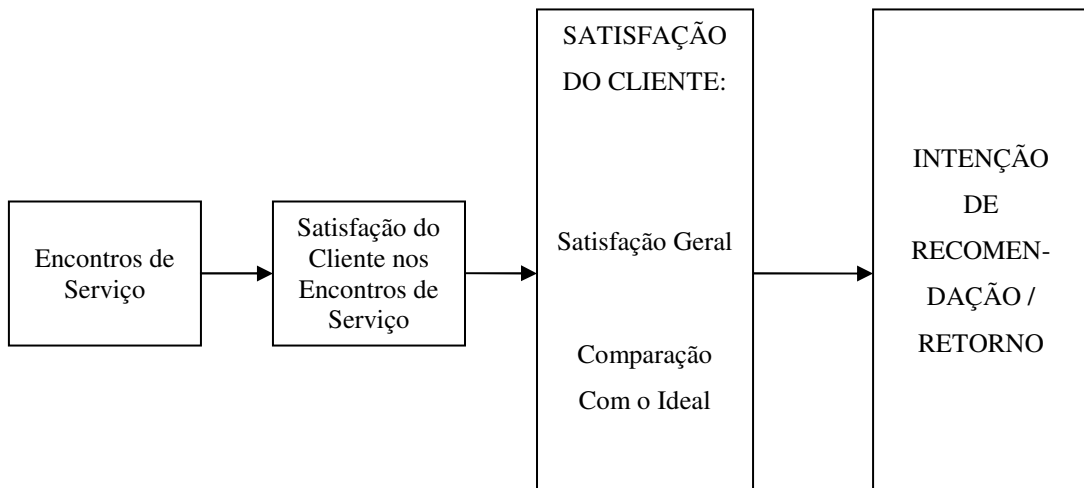 Encontros de
Serviço
Satisfação do
Cliente nos
Encontros de
Serviço
SATISFAÇÃO
DO CLIENTE:
Satisfação Geral
Comparação
Com o Ideal
INTENÇÃO
DE
RECOMEN-
DAÇÃO /
RETORNO